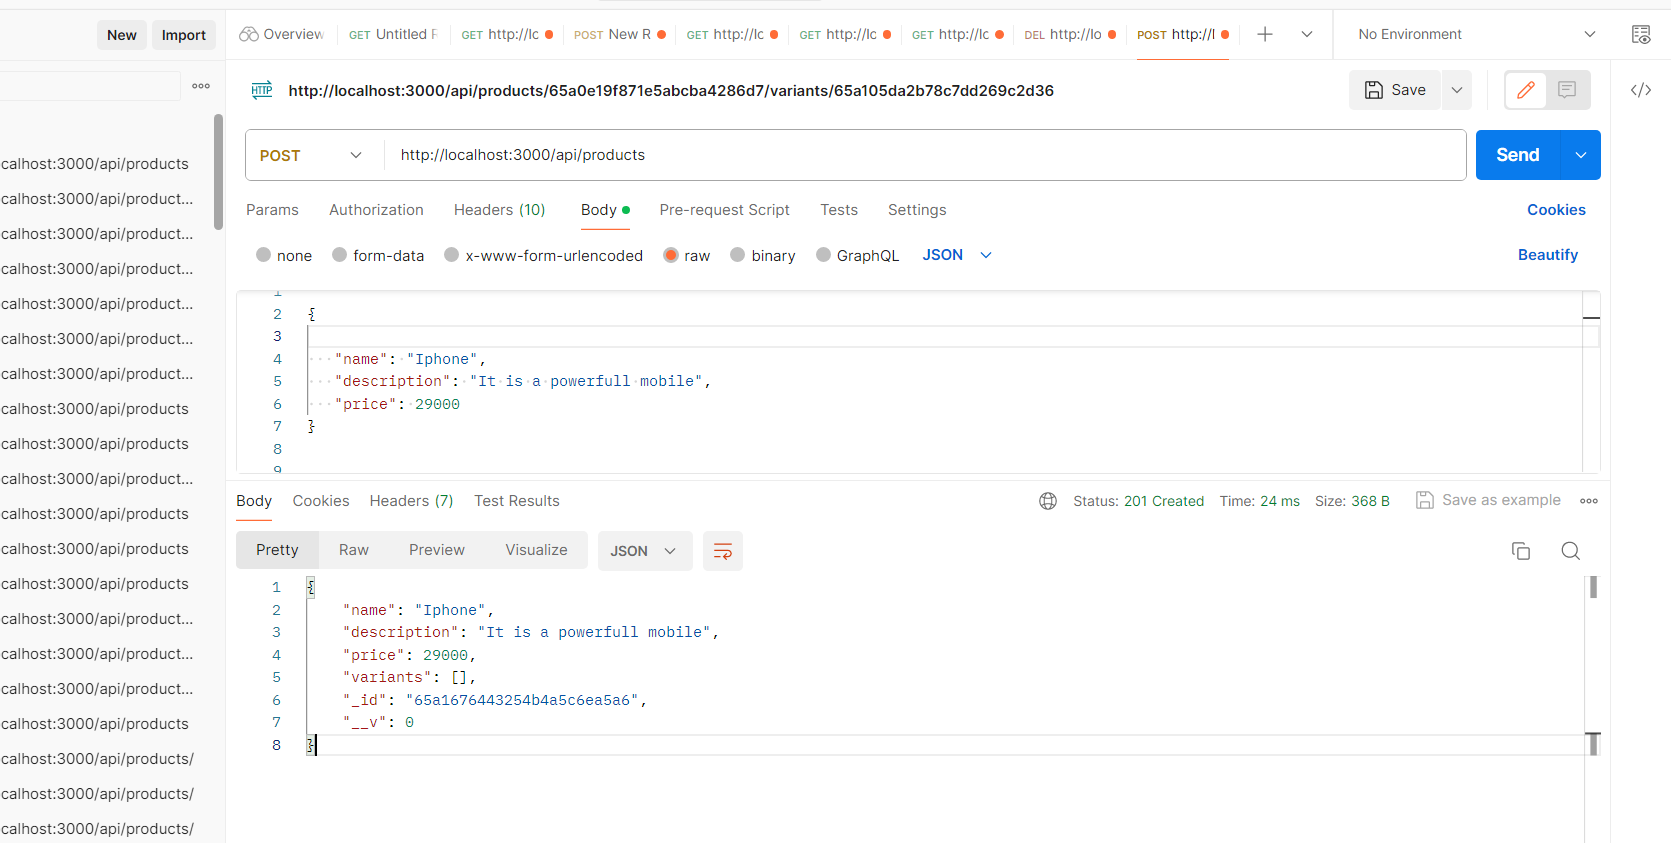 New Import
Overview GET Untitled GET http://lc POST New R GET http://lc GET http://lc GET http://lc DEL http://lo POST http://l No Environment
HTTP http://localhost:3000/api/products/65a0e19f871e5abcba4286d7/variants/65a105da2b78c7dd269c2d36 Save </>
POST http://localhost:3000/api/products Send
Params Authorization Headers (10) Body Pre-request Script Tests Settings Cookies
none form-data x-www-form-urlencoded raw binary GraphQL JSON Beautify
1
2 {
3
4 "name": "Iphone",
5 "description": "It is a powerfull mobile",
6 "price": 29000
7 }
8
9
Body Cookies Headers (7) Test Results Status: 201 Created Time: 24 ms Size: 368 B Save as example
Pretty Raw Preview Visualize JSON
1 {
2 "name": "Iphone",
3 "description": "It is a powerfull mobile",
4 "price": 29000,
5 "variants": [],
6 "_id": "65a1676443254b4a5c6ea5a6",
7 "__v": 0
8 }
calhost:3000/api/products
calhost:3000/api/product...
calhost:3000/api/product...
calhost:3000/api/product...
calhost:3000/api/product...
calhost:3000/api/product...
calhost:3000/api/product...
calhost:3000/api/products
calhost:3000/api/products
calhost:3000/api/product...
calhost:3000/api/products
calhost:3000/api/products
calhost:3000/api/products
calhost:3000/api/product...
calhost:3000/api/product...
calhost:3000/api/product...
calhost:3000/api/products
calhost:3000/api/products/
calhost:3000/api/products/
calhost:3000/api/products/